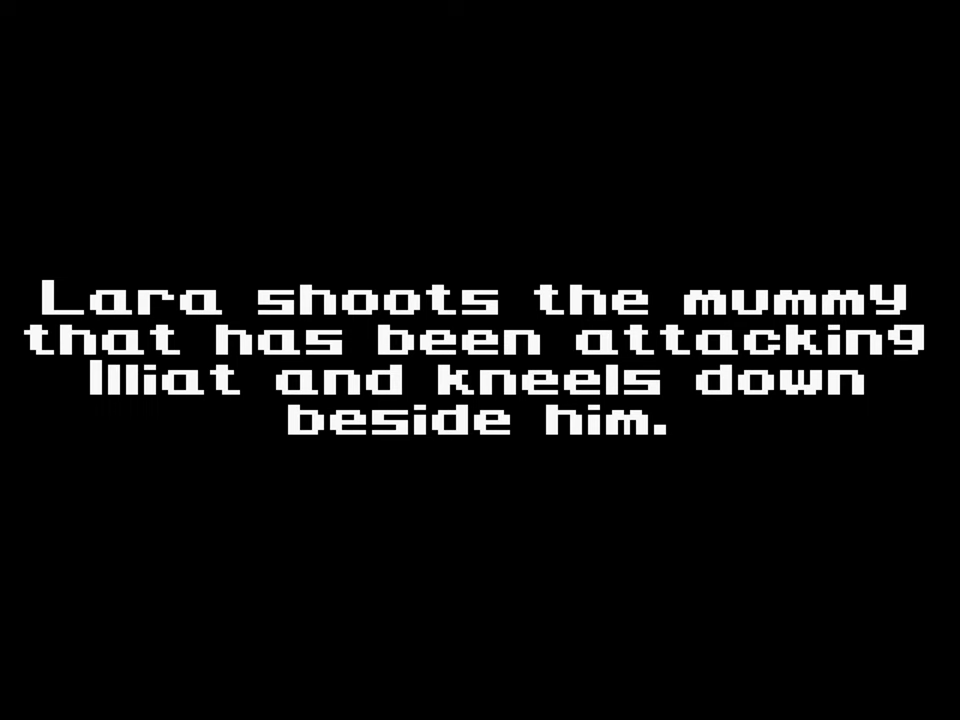 Lara shoots the mummy
that has been attacking
Illiat and kneels down
beside him.